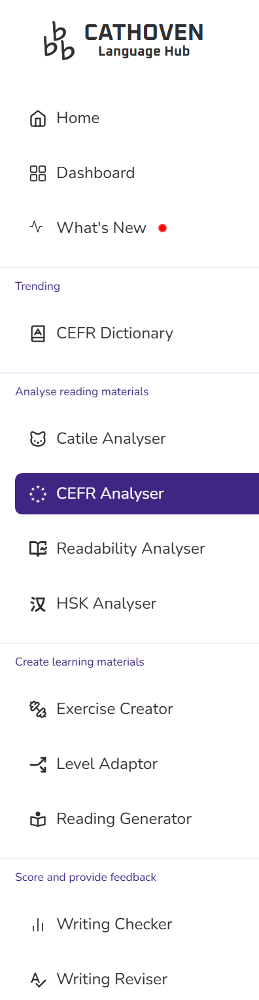 CATHOVEN
Language Hub
Home
Dashboard
What's New
Trending
CEFR Dictionary
Analyse reading materials
Catile Analyser
CEFR Analyser
Readability Analyser
汉 HSK Analyser
Create learning materials
Exercise Creator
Level Adaptor
Reading Generator
Score and provide feedback
Writing Checker
Writing Reviser